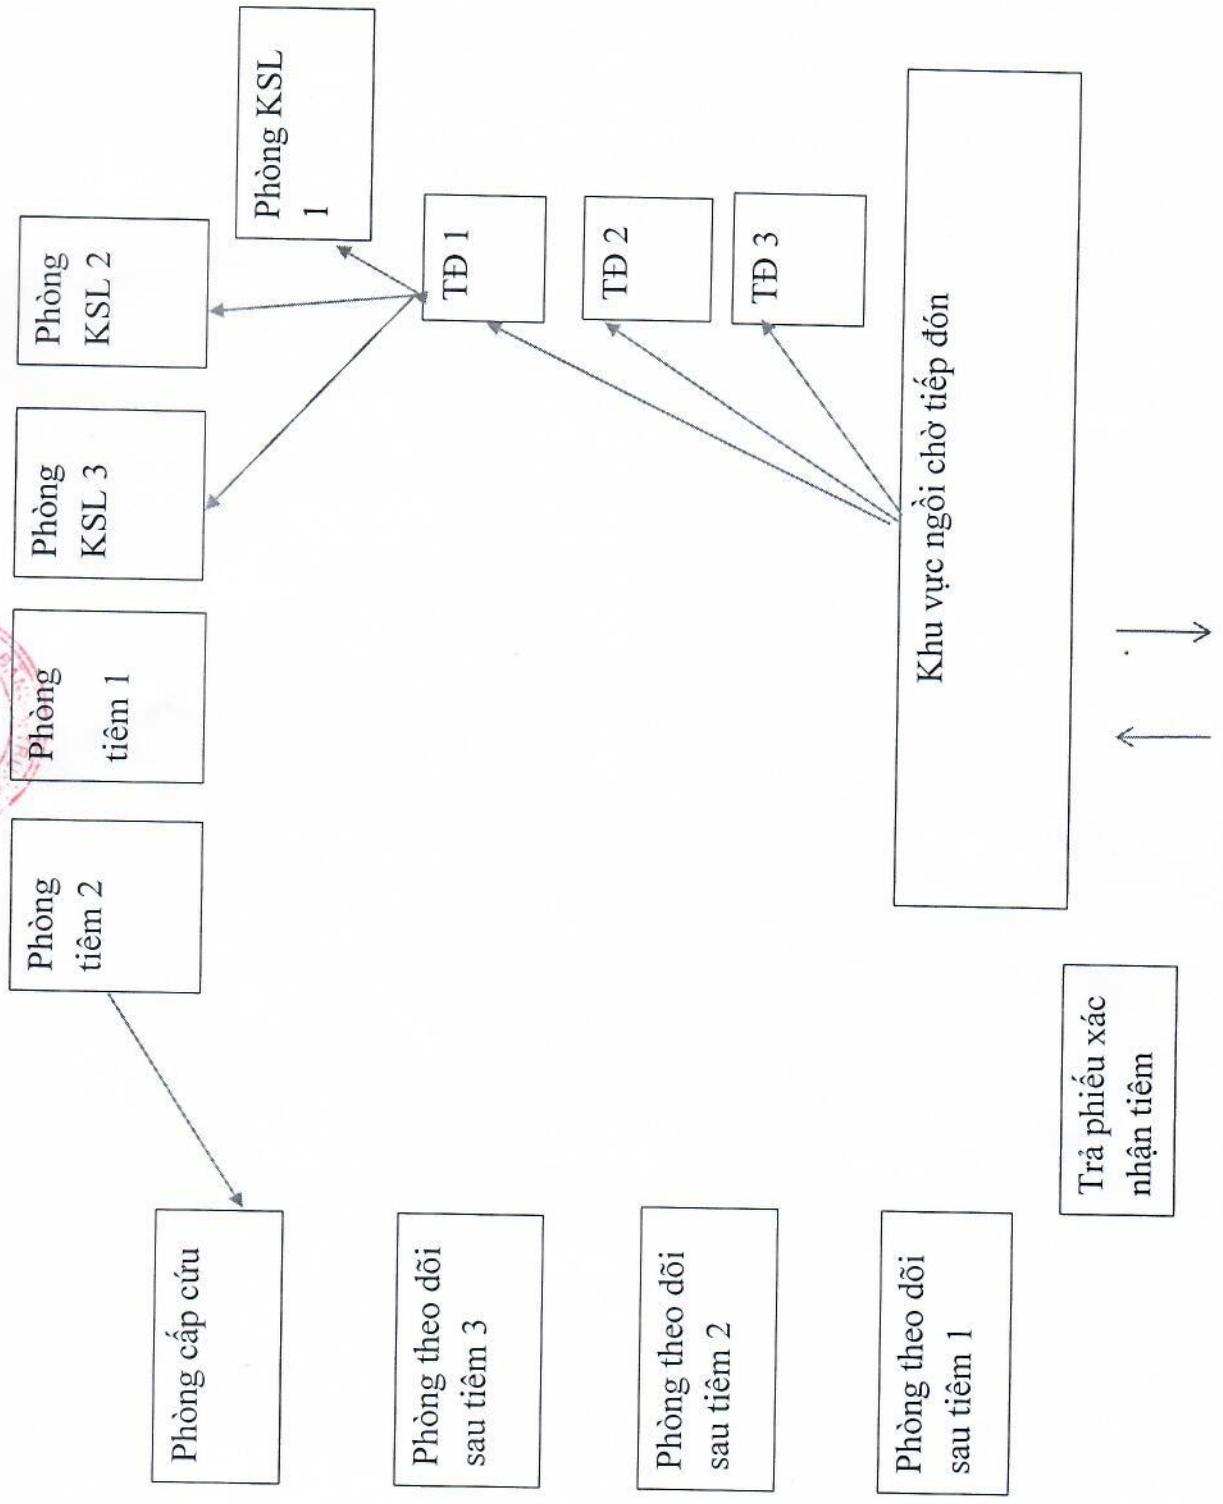 Phòng cấp cứu
Phòng theo dõi
sau tiêm 3
Phòng theo dõi
sau tiêm 2
Phòng theo dõi
sau tiêm 1
Trả phiếu xác
nhận tiêm
Phòng
tiêm 2
Phòng
tiêm 1
Phòng
KSL 3
Phòng
KSL 2
Phòng KSL
1
TĐ 1
TĐ 2
TĐ 3
Khu vực ngồi chờ tiếp đón